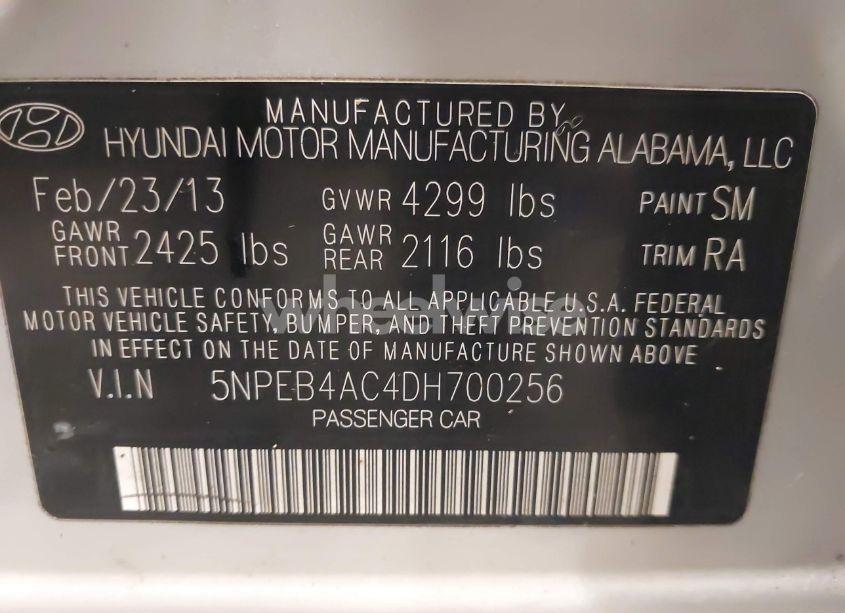 MANUFACTURED BY
HYUNDAI MOTOR MANUFACTURING ALABAMA, LLC
Feb/23/13 GVWR 4299 lbs PAINT SM
GAWR FRONT 2425 lbs GAWR REAR 2116 lbs TRIM RA
THIS VEHICLE CONFORMS TO ALL APPLICABLE U.S.A. FEDERAL
MOTOR VEHICLE SAFETY, BUMPER, AND THEFT PREVENTION STANDARDS
IN EFFECT ON THE DATE OF MANUFACTURE SHOWN ABOVE
V.I.N 5NPEB4AC4DH700256
PASSENGER CAR
wheelwise